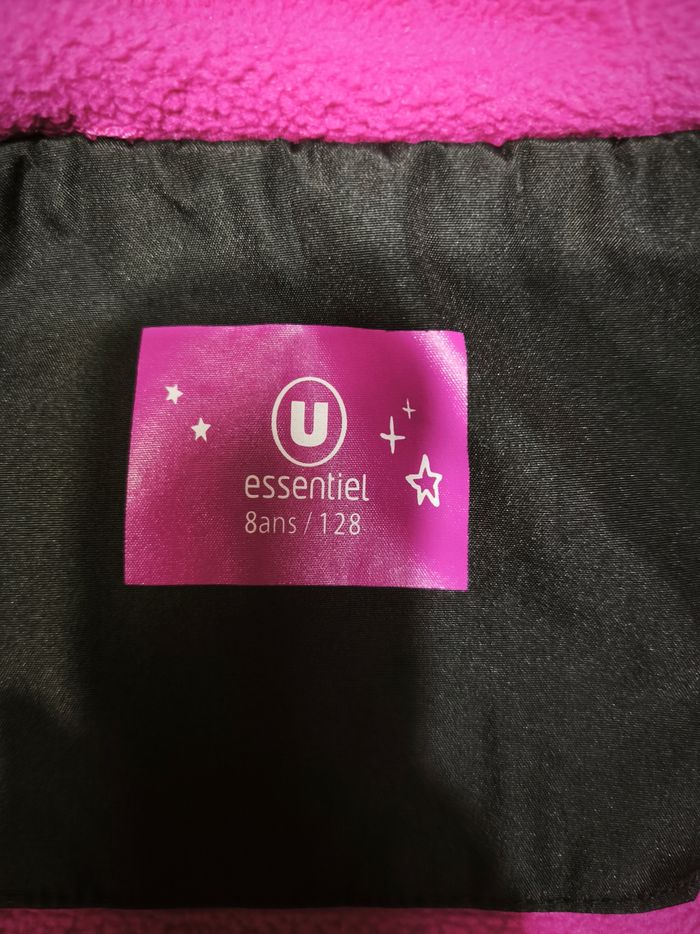 U
essentiel
8ans / 128